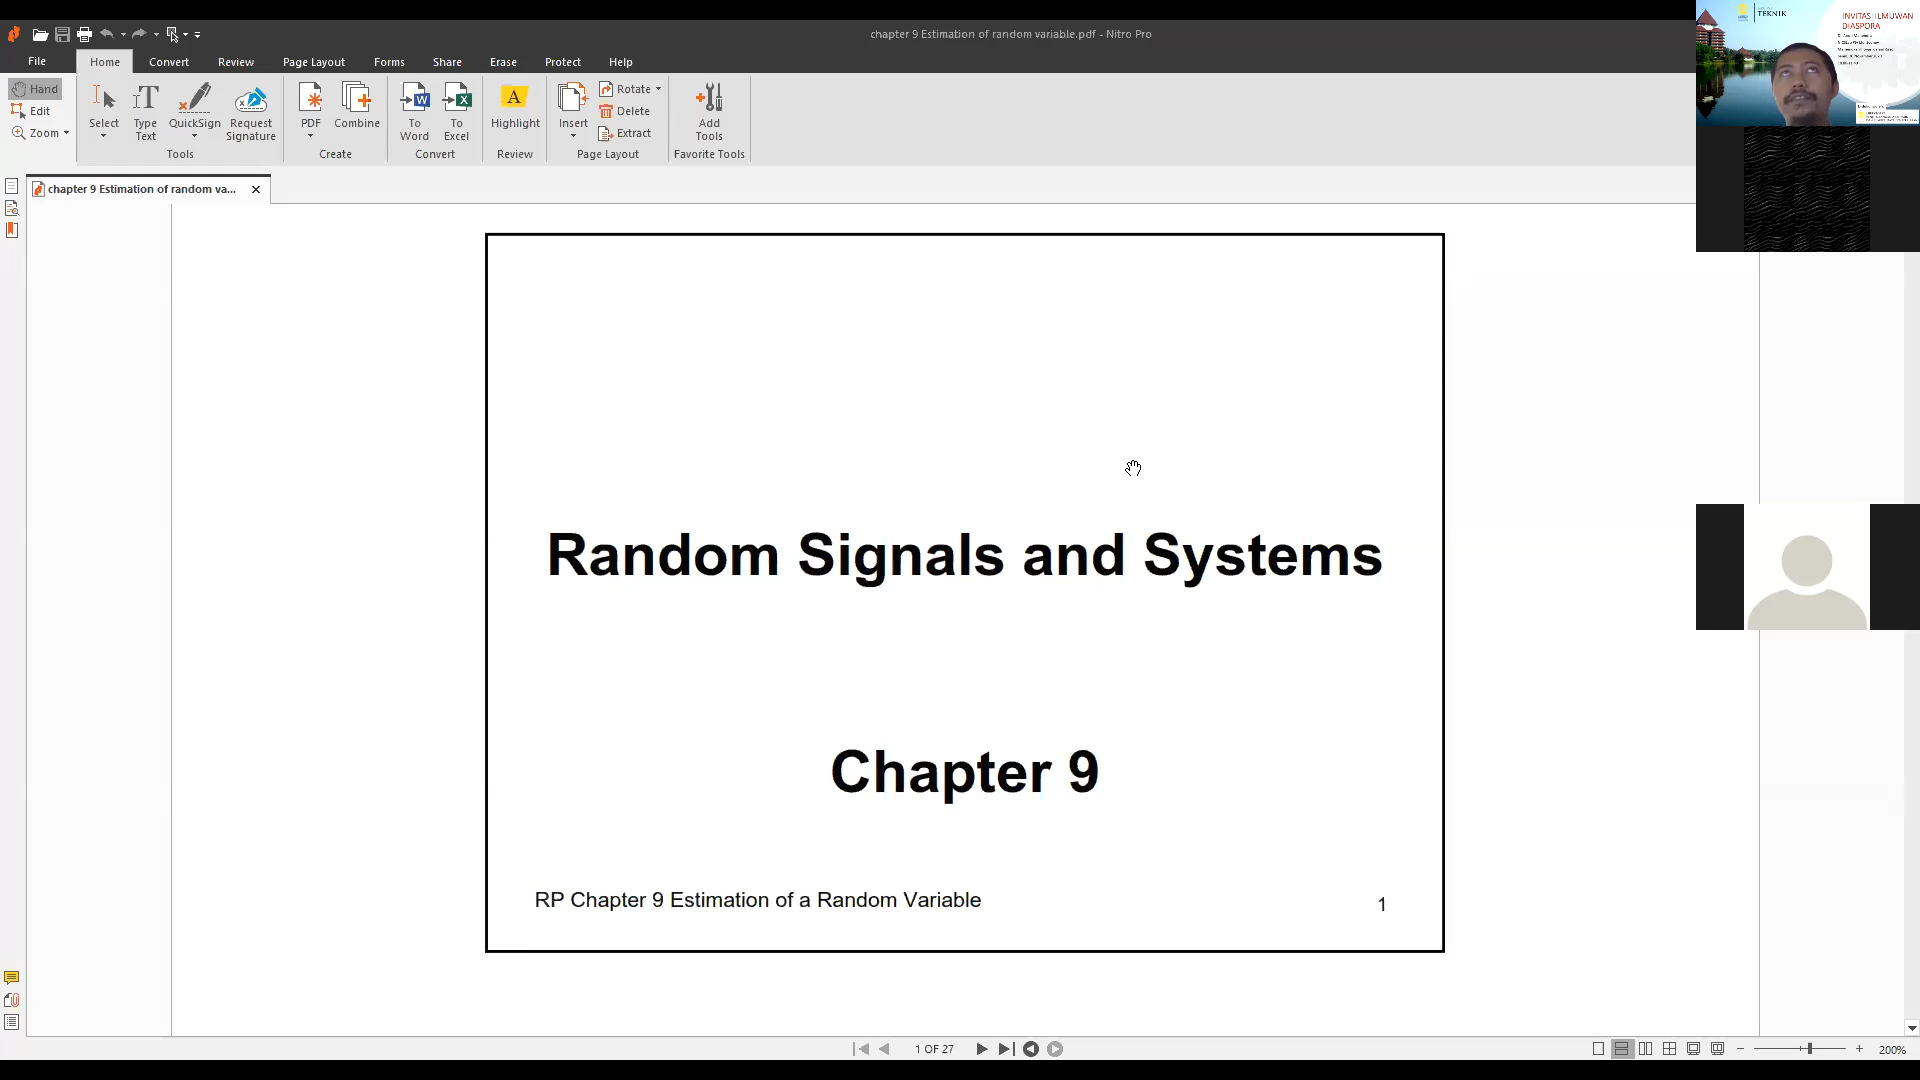 chapter 9 Estimation of random variable.pdf - Nitro Pro
File
Home
Convert
Review
Page Layout
Forms
Share
Erase
Protect
Help
Hand
Edit
Zoom
Select
Type Text
QuickSign
Request Signature
Tools
PDF
Combine
Create
To Word
To Excel
Convert
A
Highlight
Review
Insert
Rotate
Delete
Extract
Page Layout
Add Tools
Favorite Tools
chapter 9 Estimation of random va...
Random Signals and Systems
Chapter 9
RP Chapter 9 Estimation of a Random Variable
1
1 OF 27
200%
TEKNIK
INVITASI ILMUWAN
DIASPORA